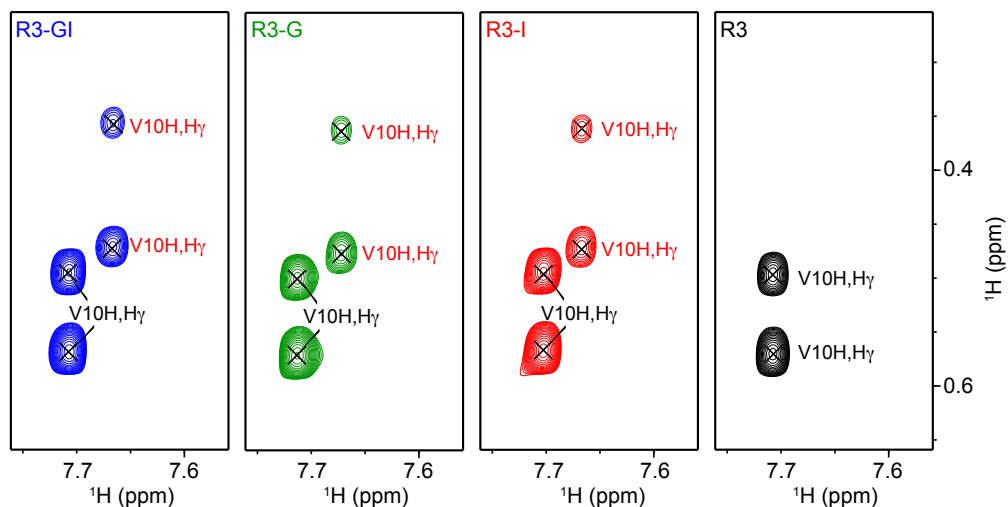 R3-GI
V10H,Hγ
V10H,Hγ
V10H,Hγ
7.7
7.6
¹H (ppm)
R3-G
V10H,Hγ
V10H,Hγ
V10H,Hγ
7.7
7.6
¹H (ppm)
R3-I
V10H,Hγ
V10H,Hγ
V10H,Hγ
7.7
7.6
¹H (ppm)
R3
V10H,Hγ
V10H,Hγ
7.7
7.6
¹H (ppm)
0.4
0.6
¹H (ppm)